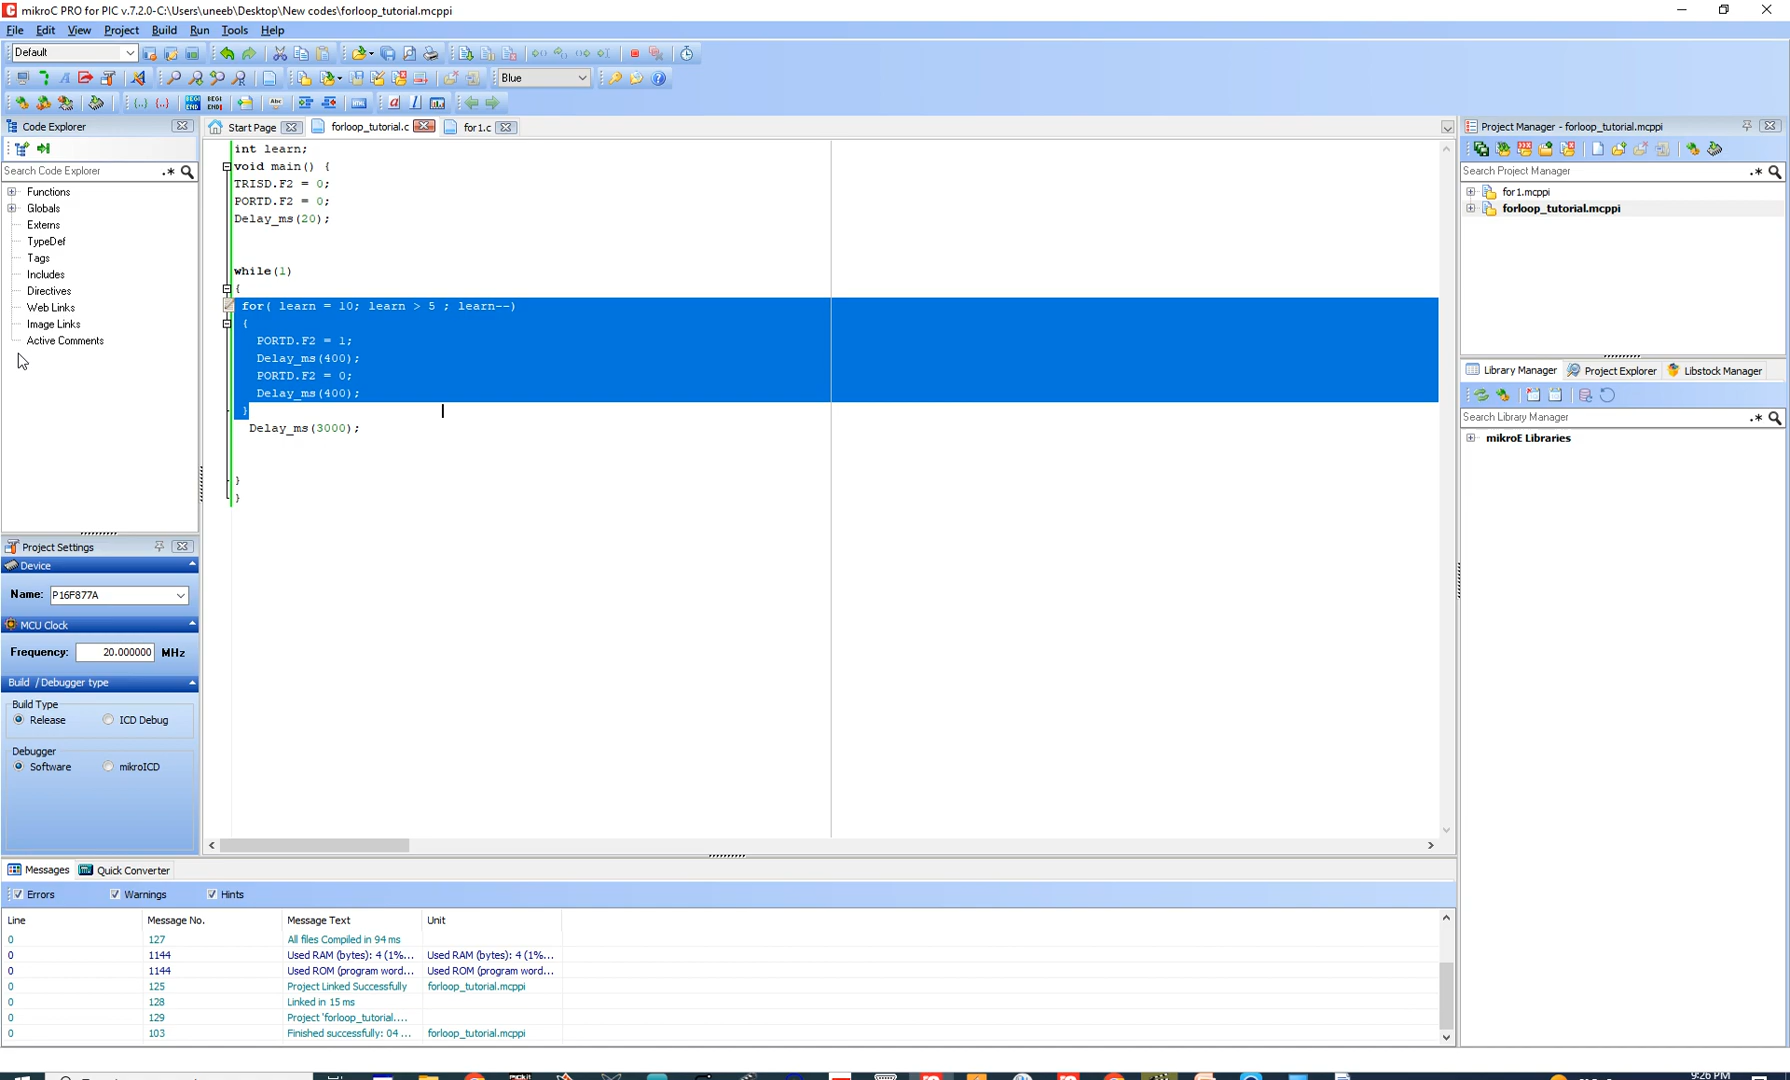 mikroC PRO for PIC v.7.2.0-C:\Users\uneeb\Desktop\New codes\forloop_tutorial.mcppi
File Edit View Project Build Run Tools Help
Default
Blue
Code Explorer
Start Page
forloop_tutorial.c
for1.c
Project Manager - forloop_tutorial.mcppi
Search Code Explorer
Search Project Manager
Functions
Globals
Externs
TypeDef
Tags
Includes
Directives
Web Links
Image Links
Active Comments
int learn;
void main() {
TRISD.F2 = 0;
PORTD.F2 = 0;
Delay_ms(20);
while(1)
{
for( learn = 10; learn > 5 ; learn--)
{
PORTD.F2 = 1;
Delay_ms(400);
PORTD.F2 = 0;
Delay_ms(400);
}
Delay_ms(3000);
}
}
for1.mcppi
forloop_tutorial.mcppi
Library Manager
Project Explorer
Libstock Manager
Search Library Manager
mikroE Libraries
Project Settings
Device
Name: P16F877A
MCU Clock
Frequency: 20.000000 MHz
Build / Debugger type
Build Type
Release
ICD Debug
Debugger
Software
mikroICD
Messages
Quick Converter
Errors
Warnings
Hints
Line Message No. Message Text Unit
0 127 All files Compiled in 94 ms
0 1144 Used RAM (bytes): 4 (1%... Used RAM (bytes): 4 (1%...
0 1144 Used ROM (program word... Used ROM (program word...
0 125 Project Linked Successfully forloop_tutorial.mcppi
0 128 Linked in 15 ms
0 129 Project 'forloop_tutorial....
0 103 Finished successfully: 04 ... forloop_tutorial.mcppi
9:26 PM